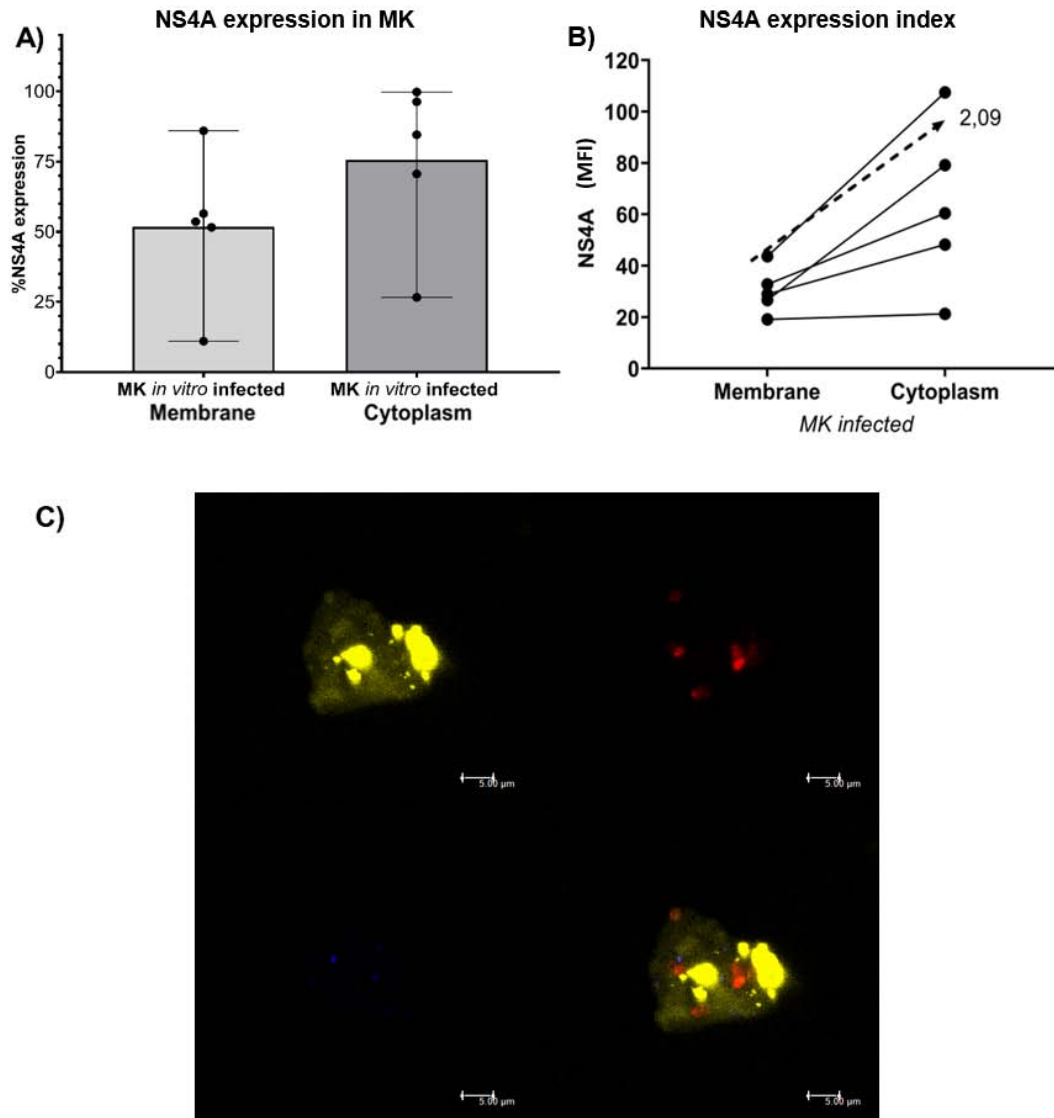 A)
NS4A expression in MK
%NS4A expression
100
75
50
25
0
MK in vitro infected
Membrane
MK in vitro infected
Cytoplasm
B)
NS4A expression index
NS4A (MFI)
120
100
80
60
40
20
0
2,09
Membrane
Cytoplasm
MK infected
C)
5.00 µm
5.00 µm
5.00 µm
5.00 µm